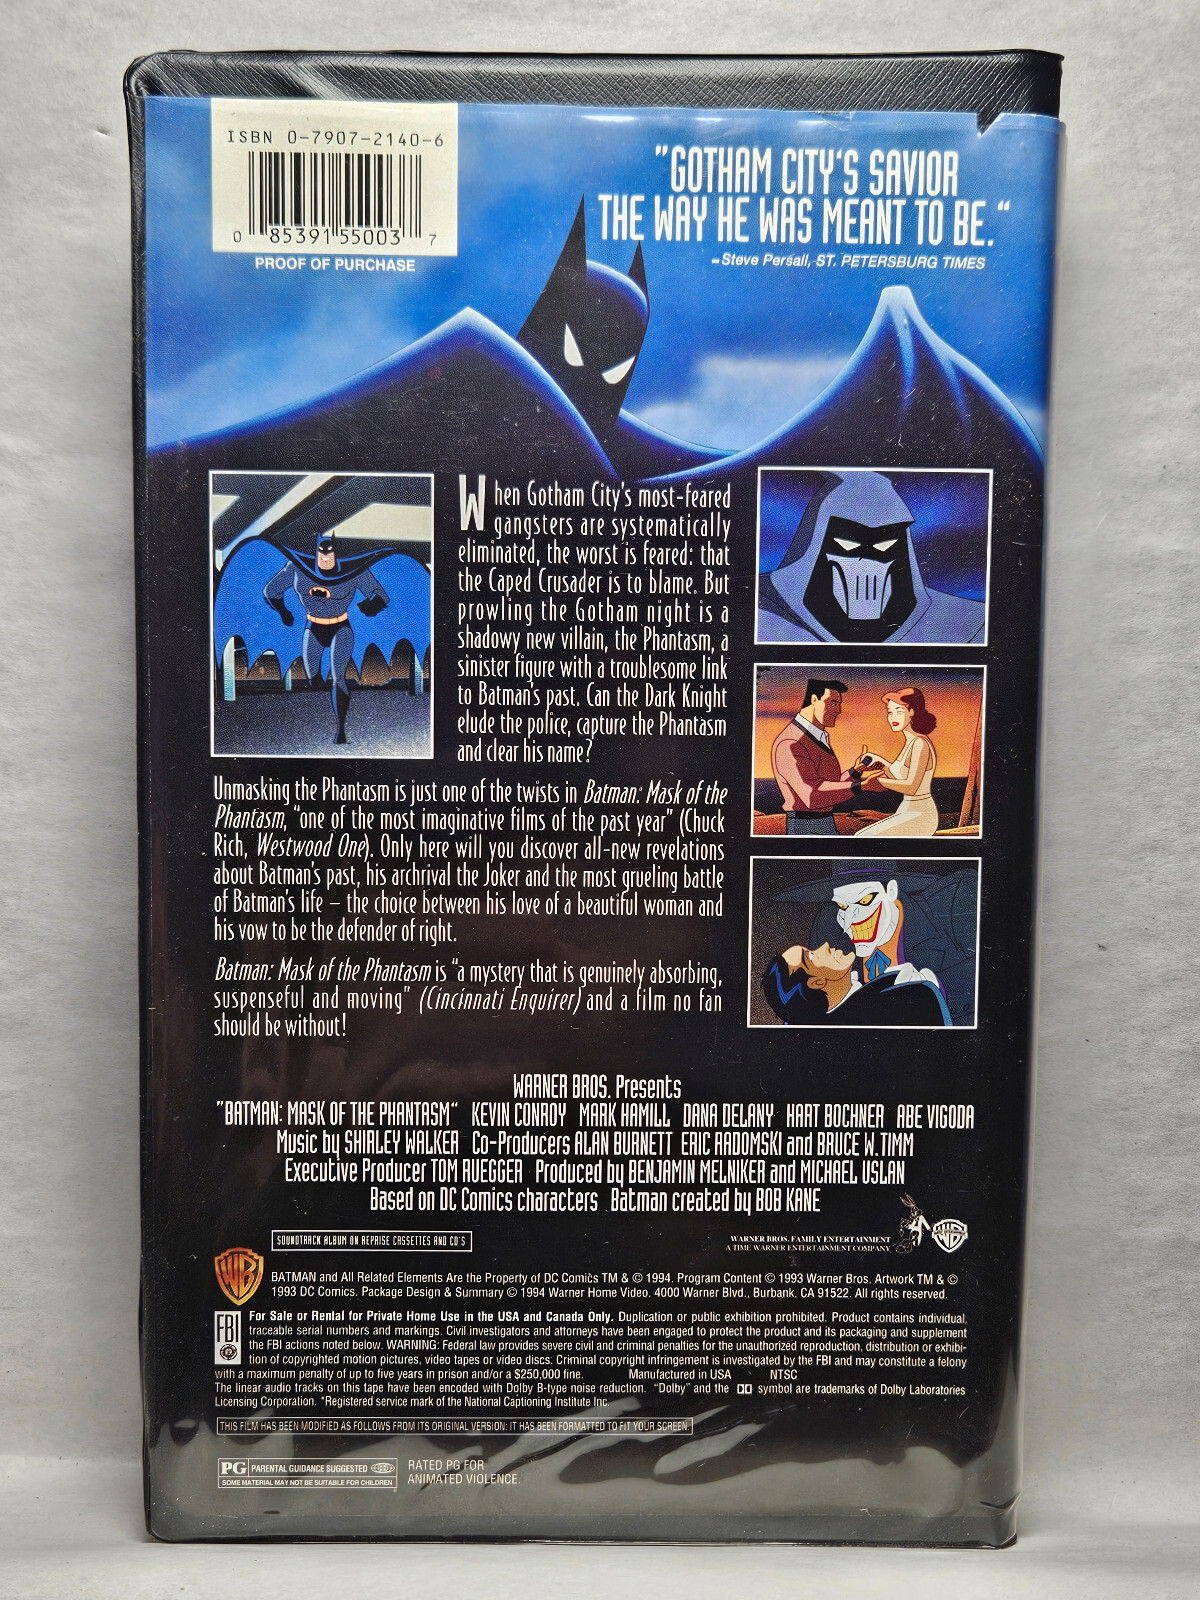 ISBN 0-7907-2140-6
0 85391 55003 7
PROOF OF PURCHASE
"GOTHAM CITY'S SAVIOR
THE WAY HE WAS MEANT TO BE."
-Steve Persall, ST. PETERSBURG TIMES
When Gotham City's most-feared
gangsters are systematically
eliminated, the worst is feared: that
the Caped Crusader is to blame. But
prowling the Gotham night is a
shadowy new villain, the Phantasm, a
sinister figure with a troublesome link
to Batman's past. Can the Dark Knight
elude the police, capture the Phantasm
and clear his name?
Unmasking the Phantasm is just one of the twists in Batman: Mask of the
Phantasm, "one of the most imaginative films of the past year" (Chuck
Rich, Westwood One). Only here will you discover all-new revelations
about Batman's past, his archrival the Joker and the most grueling battle
of Batman's life – the choice between his love of a beautiful woman and
his vow to be the defender of right.
Batman: Mask of the Phantasm is "a mystery that is genuinely absorbing,
suspenseful and moving" (Cincinnati Enquirer) and a film no fan
should be without!
WARNER BROS. Presents
"BATMAN: MASK OF THE PHANTASM" KEVIN CONROY MARK HAMILL DANA DELANY HART BOCHNER ABE VIGODA
Music by SHIRLEY WALKER Co-Producers ALAN BURNETT ERIC RADOMSKI and BRUCE W. TIMM
Executive Producer TOM RUEGGER Produced by BENJAMIN MELNIKER and MICHAEL USLAN
Based on DC Comics characters Batman created by BOB KANE
SOUNDTRACK ALBUM ON REPRISE CASSETTES AND CD'S
WARNER BROS. FAMILY ENTERTAINMENT
A TIME WARNER ENTERTAINMENT COMPANY
WB
WB
BATMAN and All Related Elements Are the Property of DC Comics TM & © 1994. Program Content © 1993 Warner Bros. Artwork TM & ©
1993 DC Comics. Package Design & Summary © 1994 Warner Home Video. 4000 Warner Blvd., Burbank, CA 91522. All rights reserved.
FBI
For Sale or Rental for Private Home Use in the USA and Canada Only. Duplication or public exhibition prohibited. Product contains individual,
traceable serial numbers and markings. Civil investigators and attorneys have been engaged to protect the product and its packaging and supplement
the FBI actions noted below. WARNING: Federal law provides severe civil and criminal penalties for the unauthorized reproduction, distribution or exhibi-
tion of copyrighted motion pictures, video tapes or video discs. Criminal copyright infringement is investigated by the FBI and may constitute a felony
with a maximum penalty of up to five years in prison and/or a $250,000 fine. Manufactured in USA NTSC
The linear audio tracks on this tape have been encoded with Dolby B-type noise reduction. "Dolby" and the symbol are trademarks of Dolby Laboratories
Licensing Corporation. *Registered service mark of the National Captioning Institute Inc.
THIS FILM HAS BEEN MODIFIED AS FOLLOWS FROM ITS ORIGINAL VERSION: IT HAS BEEN FORMATTED TO FIT YOUR SCREEN.
PG PARENTAL GUIDANCE SUGGESTED
SOME MATERIAL MAY NOT BE SUITABLE FOR CHILDREN
RATED PG FOR
ANIMATED VIOLENCE.